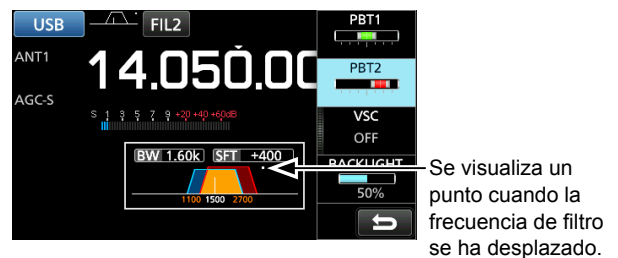 USB FIL2
ANT1
14.050.00
AGC-S
S 1 3 5 7 9 +20 +40 +60dB
BW 1.60k SFT +400
1100 1500 2700
PBT1
PBT2
VSC
OFF
BACKLIGHT
50%
Se visualiza un
punto cuando la
frecuencia de filtro
se ha desplazado.